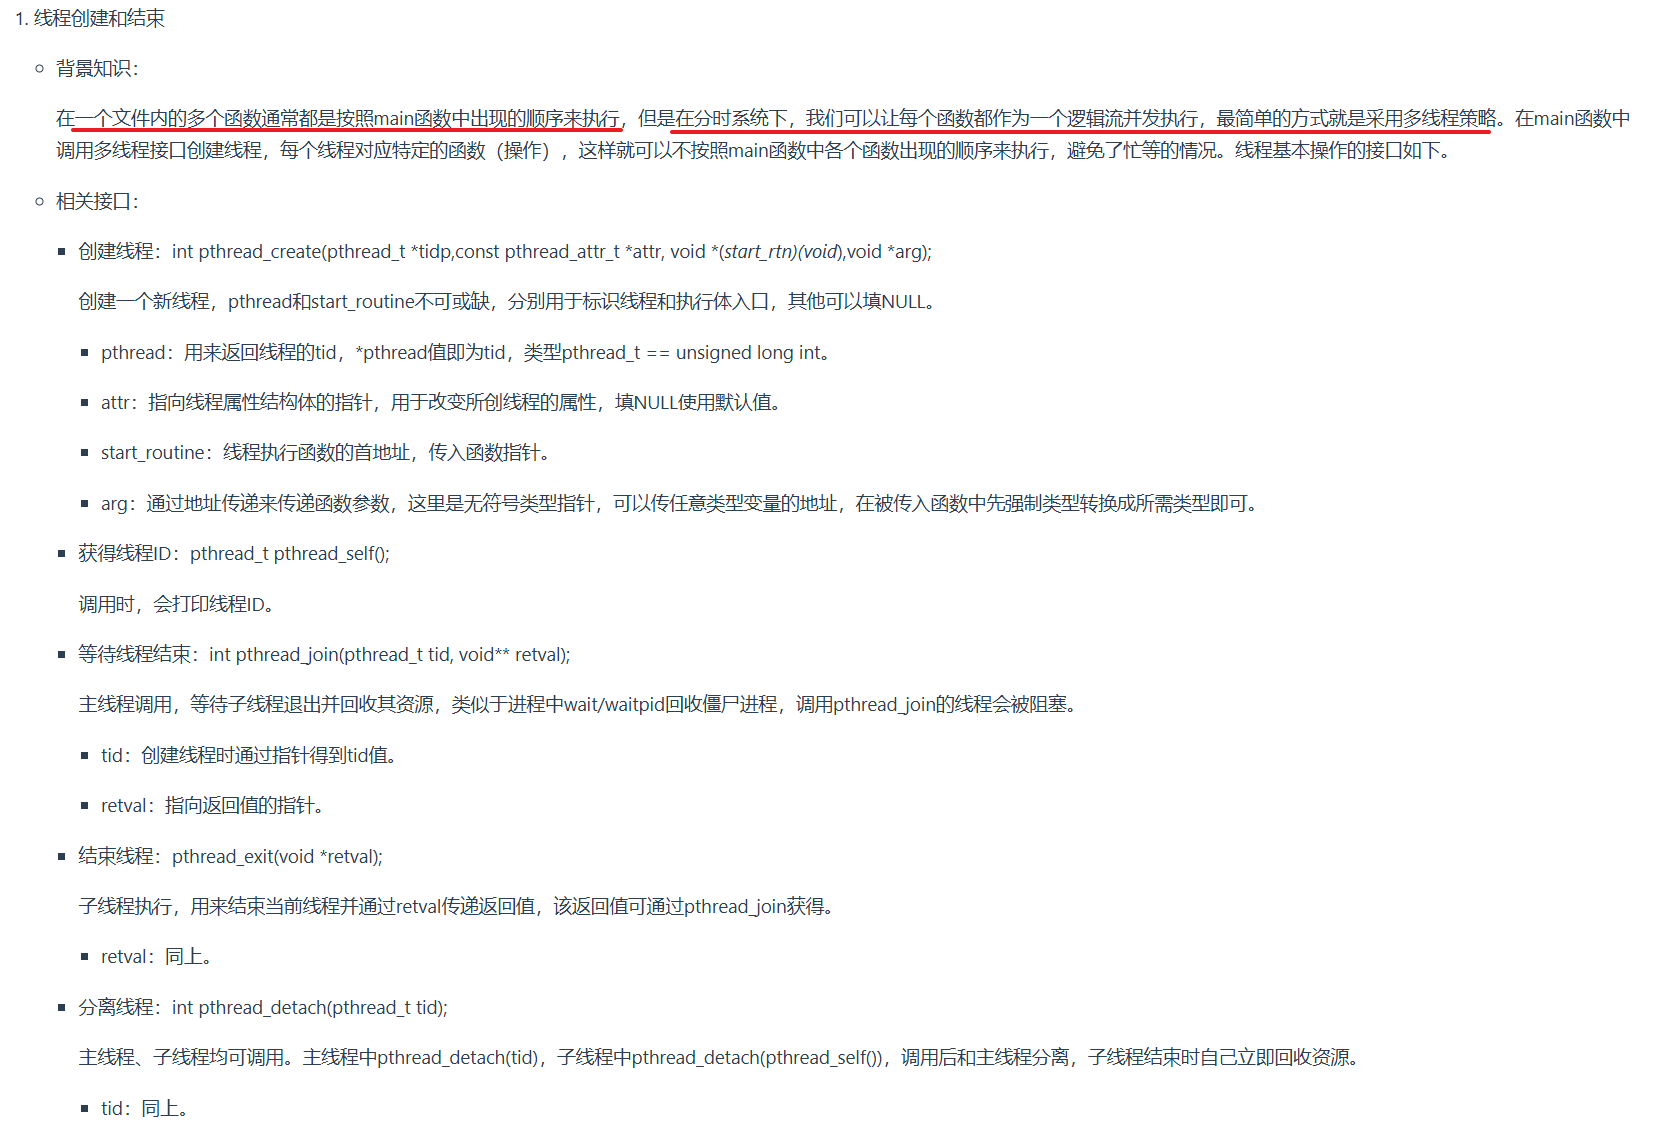 1. 线程创建和结束
背景知识：
在一个文件内的多个函数通常都是按照main函数中出现的顺序来执行，但是在分时系统下，我们可以让每个函数都作为一个逻辑流并发执行，最简单的方式就是采用多线程策略。在main函数中
调用多线程接口创建线程，每个线程对应特定的函数（操作），这样就可以不按照main函数中各个函数出现的顺序来执行，避免了忙等的情况。线程基本操作的接口如下。
相关接口：
创建线程：int pthread_create(pthread_t *tidp,const pthread_attr_t *attr, void *(start_rtn)(void),void *arg);
创建一个新线程，pthread和start_routine不可或缺，分别用于标识线程和执行体入口，其他可以填NULL。
pthread：用来返回线程的tid，*pthread值即为tid，类型pthread_t == unsigned long int。
attr：指向线程属性结构体的指针，用于改变所创线程的属性，填NULL使用默认值。
start_routine：线程执行函数的首地址，传入函数指针。
arg：通过地址传递来传递函数参数，这里是无符号类型指针，可以传任意类型变量的地址，在被传入函数中先强制类型转换成所需类型即可。
获得线程ID：pthread_t pthread_self();
调用时，会打印线程ID。
等待线程结束：int pthread_join(pthread_t tid, void** retval);
主线程调用，等待子线程退出并回收其资源，类似于进程中wait/waitpid回收僵尸进程，调用pthread_join的线程会被阻塞。
tid：创建线程时通过指针得到tid值。
retval：指向返回值的指针。
结束线程：pthread_exit(void *retval);
子线程执行，用来结束当前线程并通过retval传递返回值，该返回值可通过pthread_join获得。
retval：同上。
分离线程：int pthread_detach(pthread_t tid);
主线程、子线程均可调用。主线程中pthread_detach(tid)，子线程中pthread_detach(pthread_self())，调用后和主线程分离，子线程结束时自己立即回收资源。
tid：同上。